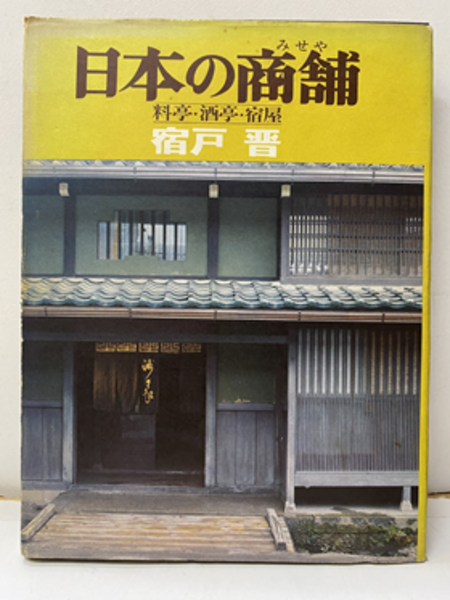 みせや
日本の商舗
料亭・酒亭・宿屋
宿戸 晋